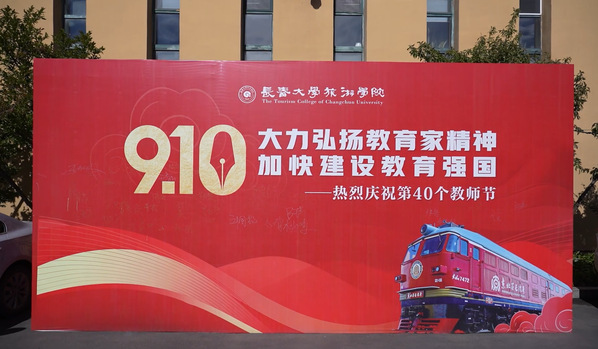 長春大學旅游學院
The Tourism College of Changchun University
9.10
大力弘扬教育家精神
加快建设教育强国
——热烈庆祝第40个教师节